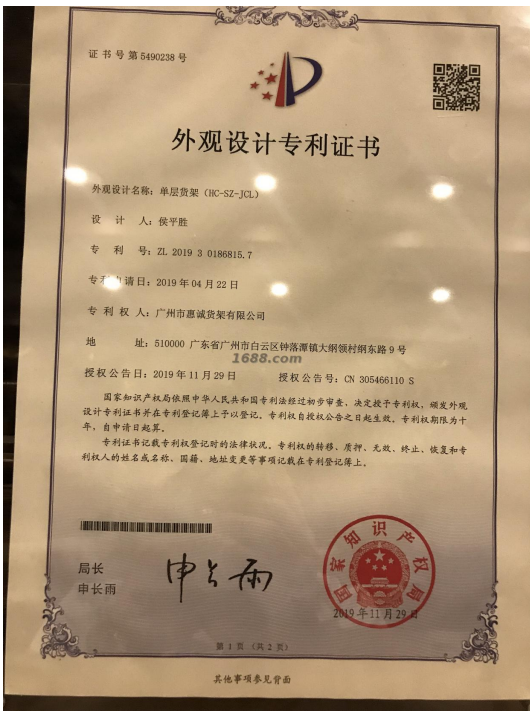 证书号第5490238号
外观设计专利证书
外观设计名称：单层货架（HC-SZ-JCL）
设计人：侯平胜
专利号：ZL 2019 3 0186815.7
专利申请日：2019年04月22日
专利权人：广州市惠诚货架有限公司
地址：510000 广东省广州市白云区钟落潭镇大纲领村纲东路9号
1688.com
授权公告日：2019年11月29日 授权公告号：CN 305466110 S
国家知识产权局依照中华人民共和国专利法经过初步审查，决定授予专利权，颁发外观
设计专利证书并在专利登记簿上予以登记。专利权自授权公告之日起生效。专利权期限为十
年，自申请日起算。
专利证书记载专利权登记时的法律状况。专利权的转移、质押、无效、终止、恢复和专
利权人的姓名或名称、国籍、地址变更等事项记载在专利登记簿上。
局长
申长雨
申长雨
国家知识产权局
2019年11月29日
第1页（共2页）
其他事项参见背面